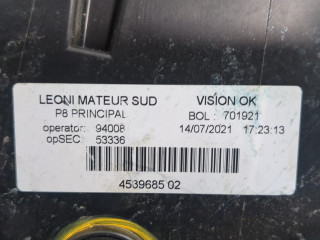 LEONI MATEUR SUD VISION OK
P8 PRINCIPAL BOL : 701921
operator: 94008 14/07/2021 17:23:13
opSEC: 53336
4539685 02